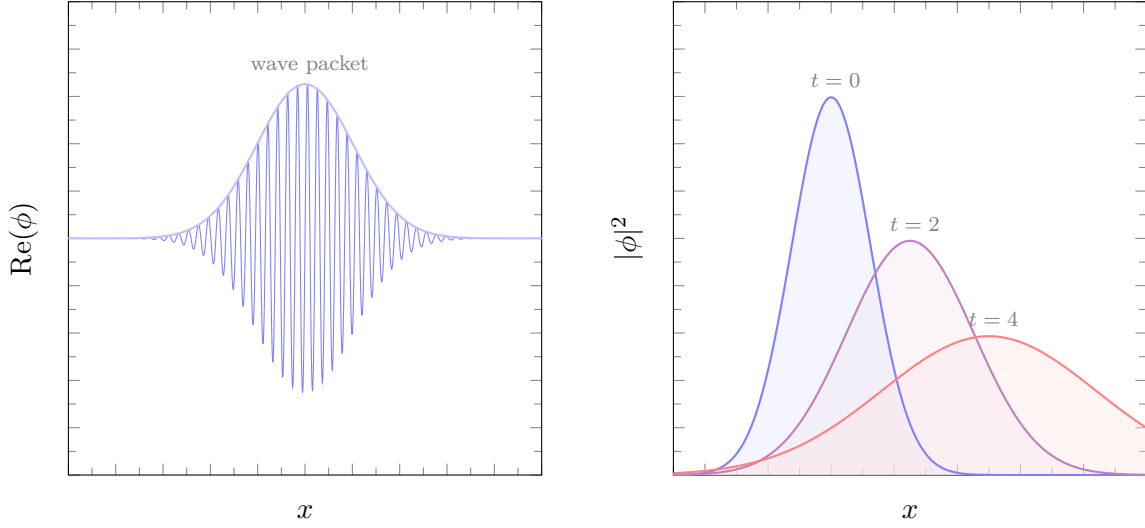 wave packet
Re(ϕ)
x
t = 0
t = 2
t = 4
|ϕ|²
x